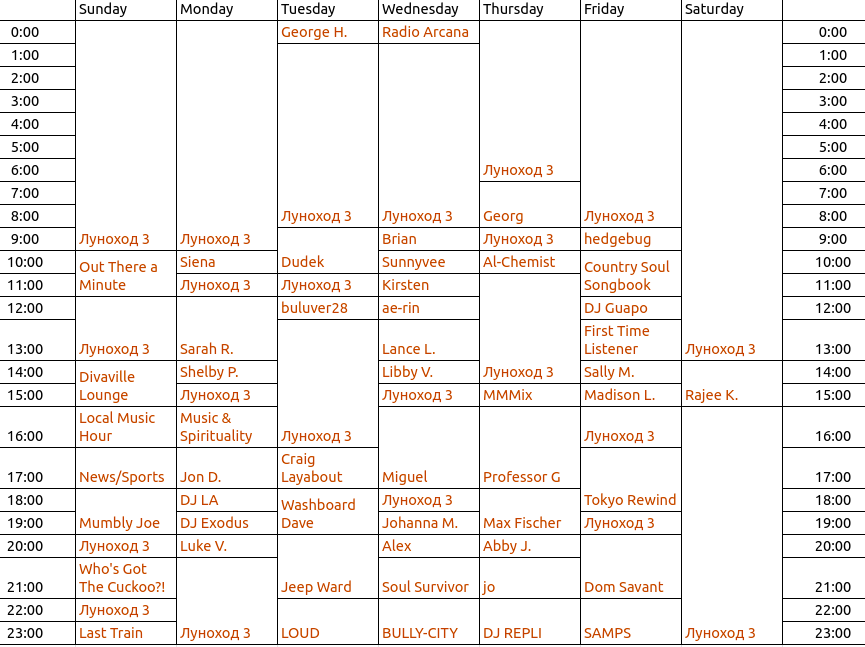 Sunday Monday Tuesday Wednesday Thursday Friday Saturday
0:00 George H. Radio Arcana 0:00
1:00 1:00
2:00 2:00
3:00 3:00
4:00 4:00
5:00 5:00
6:00 Луноход 3 6:00
7:00 7:00
8:00 Луноход 3 Луноход 3 Georg Луноход 3 8:00
9:00 Луноход 3 Луноход 3 Brian Луноход 3 hedgebug 9:00
10:00 Out There a Siena Dudek Sunnyvee Al-Chemist Country Soul 10:00
11:00 Minute Луноход 3 Луноход 3 Kirsten Songbook 11:00
12:00 buluver28 ae-rin DJ Guapo 12:00
First Time
13:00 Луноход 3 Sarah R. Lance L. Listener Луноход 3 13:00
14:00 Divaville Shelby P. Libby V. Луноход 3 Sally M. 14:00
15:00 Lounge Луноход 3 Луноход 3 MMMix Madison L. Rajee K. 15:00
Local Music Music &
16:00 Hour Spirituality Луноход 3 Луноход 3 16:00
Craig
17:00 News/Sports Jon D. Layabout Miguel Professor G 17:00
18:00 DJ LA Washboard Луноход 3 Tokyo Rewind 18:00
19:00 Mumbly Joe DJ Exodus Dave Johanna M. Max Fischer Луноход 3 19:00
20:00 Луноход 3 Luke V. Alex Abby J. 20:00
Who's Got
21:00 The Cuckoo?! Jeep Ward Soul Survivor jo Dom Savant 21:00
22:00 Луноход 3 22:00
23:00 Last Train Луноход 3 LOUD BULLY-CITY DJ REPLI SAMPS Луноход 3 23:00